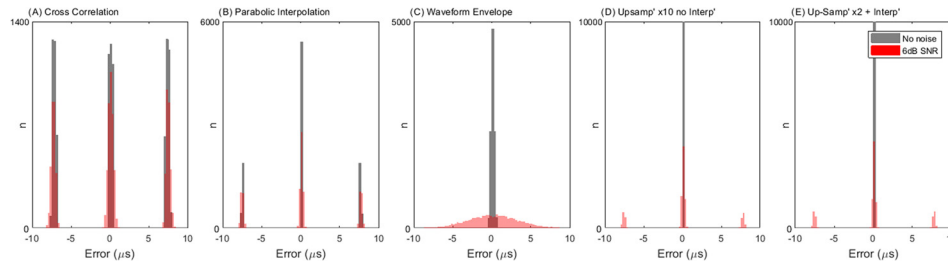 (A) Cross Correlation
(B) Parabolic Interpolation
(C) Waveform Envelope
(D) Upsamp' x10 no Interp'
(E) Up-Samp' x2 + Interp'
1400
6000
5000
10000
10000
No noise
6dB SNR
n
n
n
n
n
0
0
0
0
0
-10 -5 0 5 10
-10 -5 0 5 10
-10 -5 0 5 10
-10 -5 0 5 10
-10 -5 0 5 10
Error (μs)
Error (μs)
Error (μs)
Error (μs)
Error (μs)